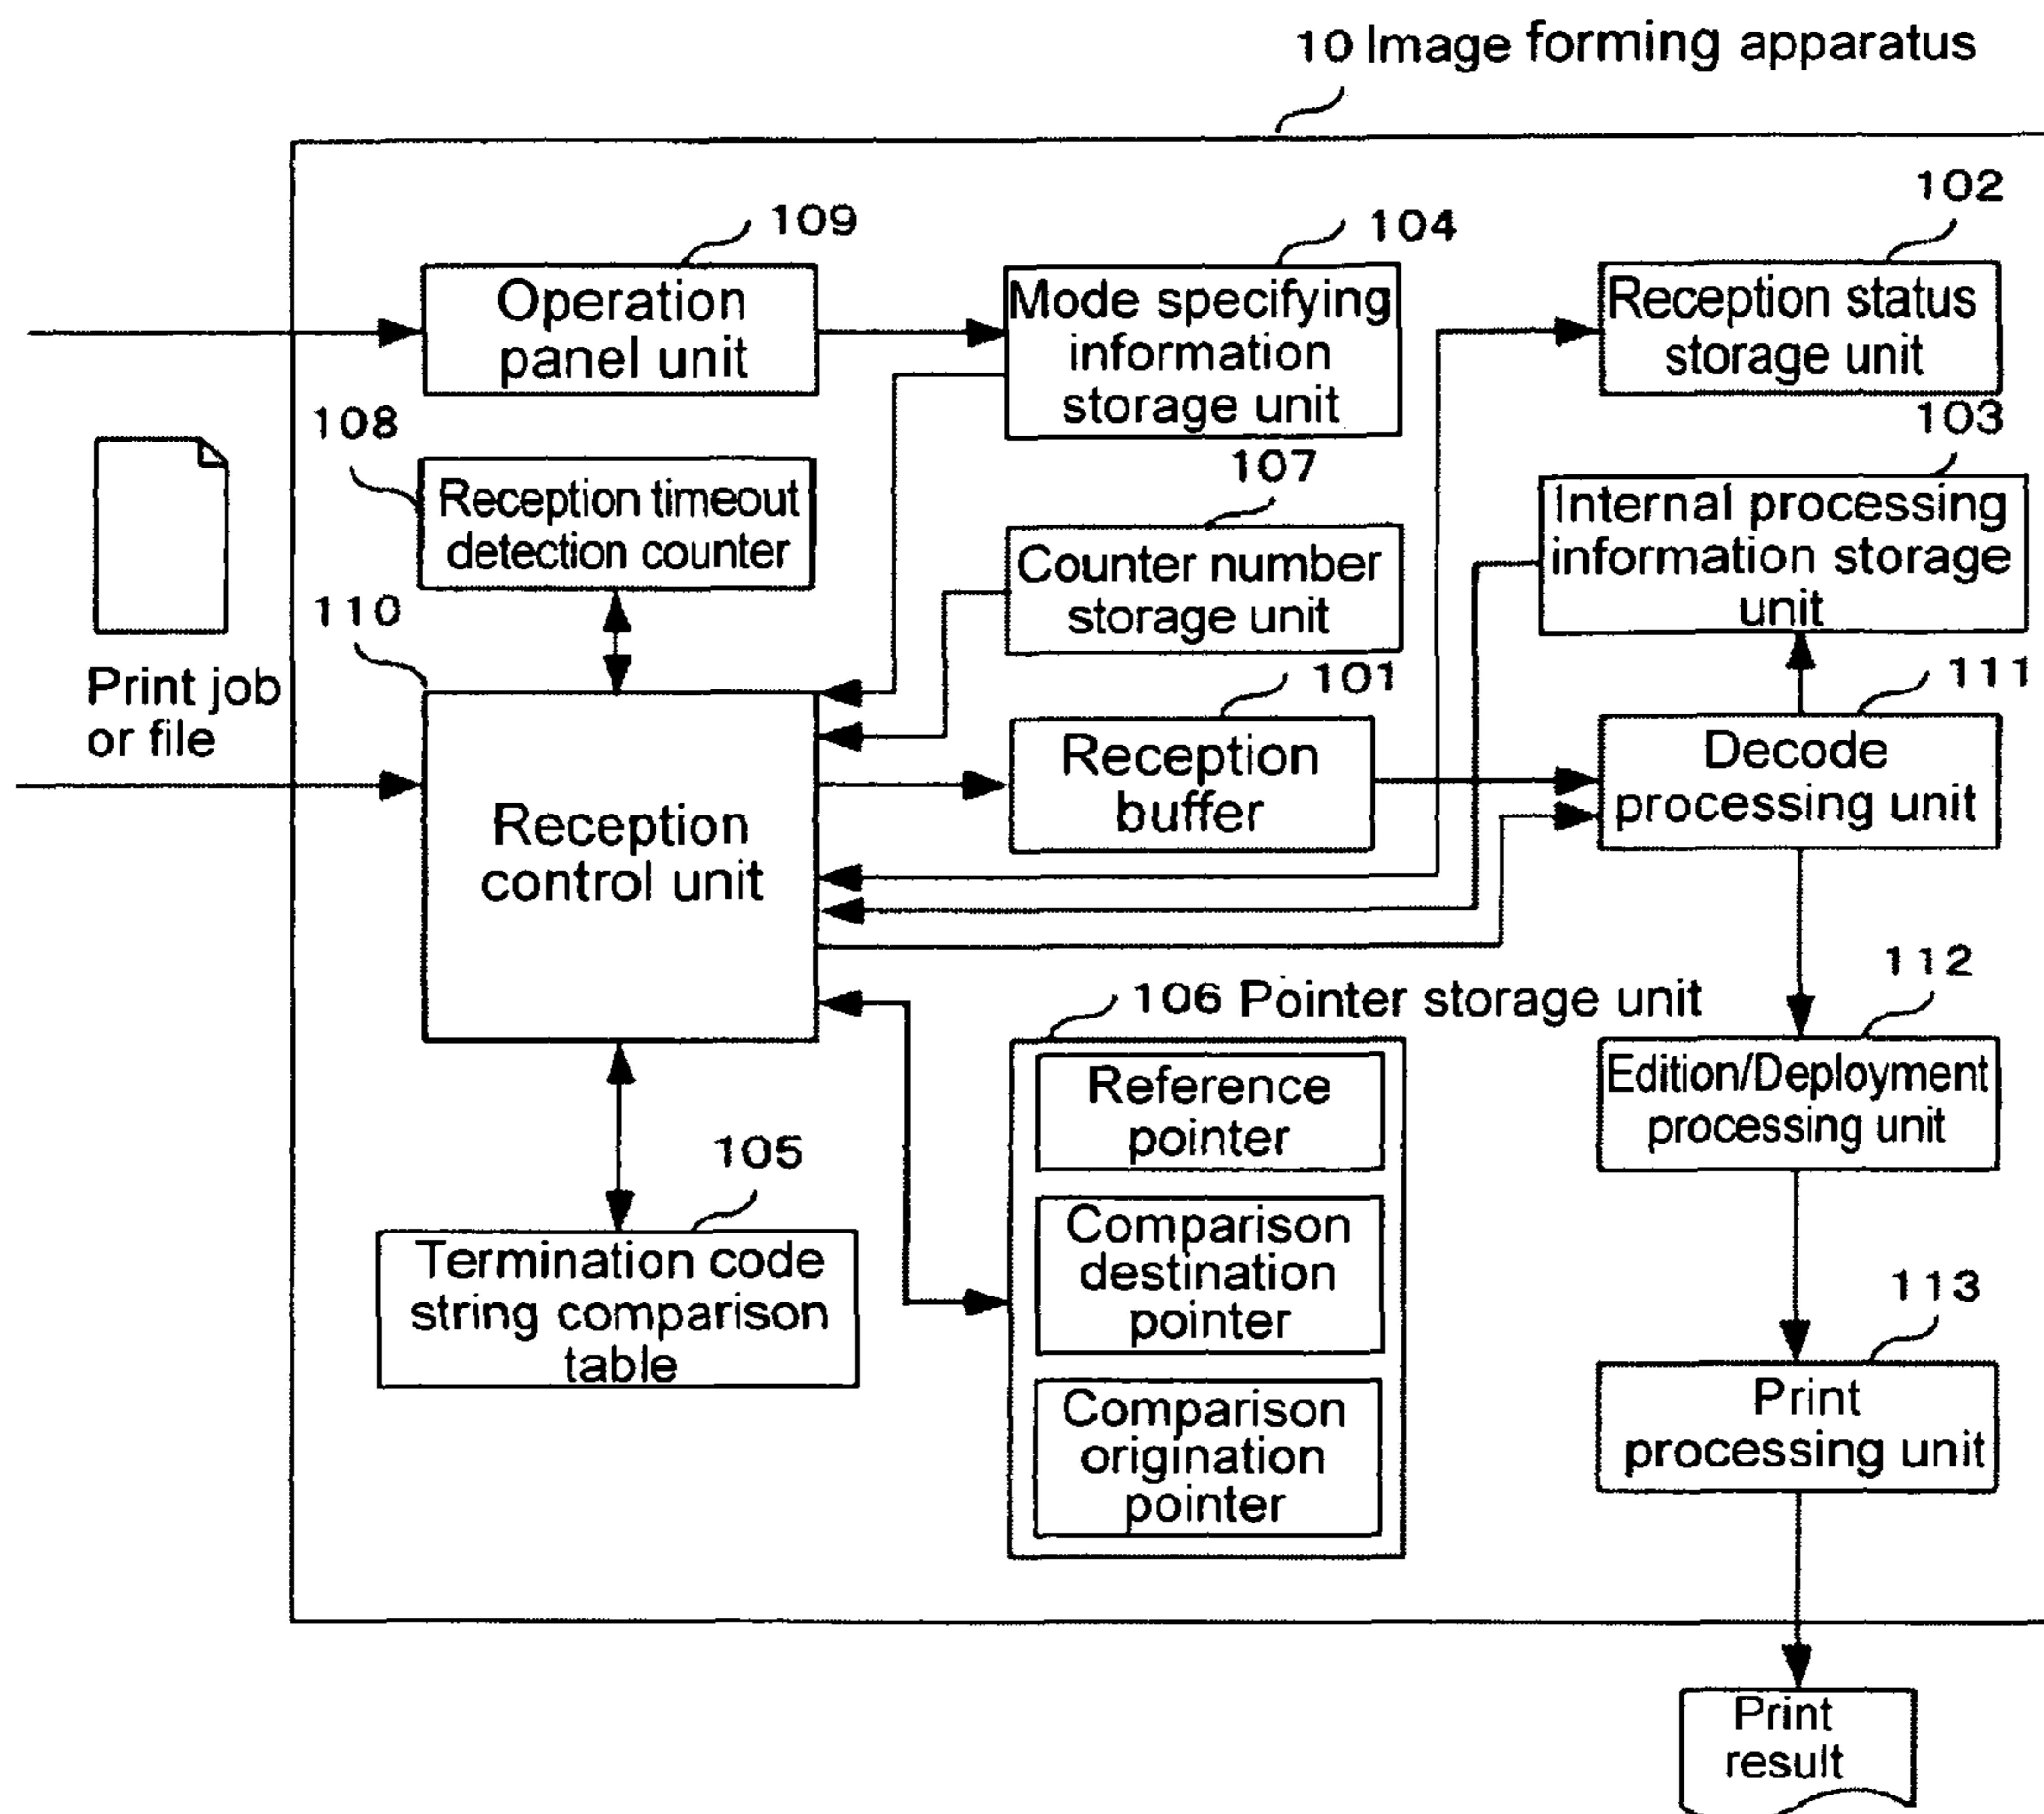 10 Image forming apparatus
109
Operation
panel unit
104
Mode specifying
information
storage unit
102
Reception status
storage unit
108
Reception timeout
detection counter
107
Counter number
storage unit
103
Internal processing
information storage
unit
Print job
or file
110
Reception
control unit
101
Reception
buffer
111
Decode
processing unit
106 Pointer storage unit
Reference
pointer
Comparison
destination
pointer
Comparison
origination
pointer
112
Edition/Deployment
processing unit
105
Termination code
string comparison
table
113
Print
processing unit
Print
result